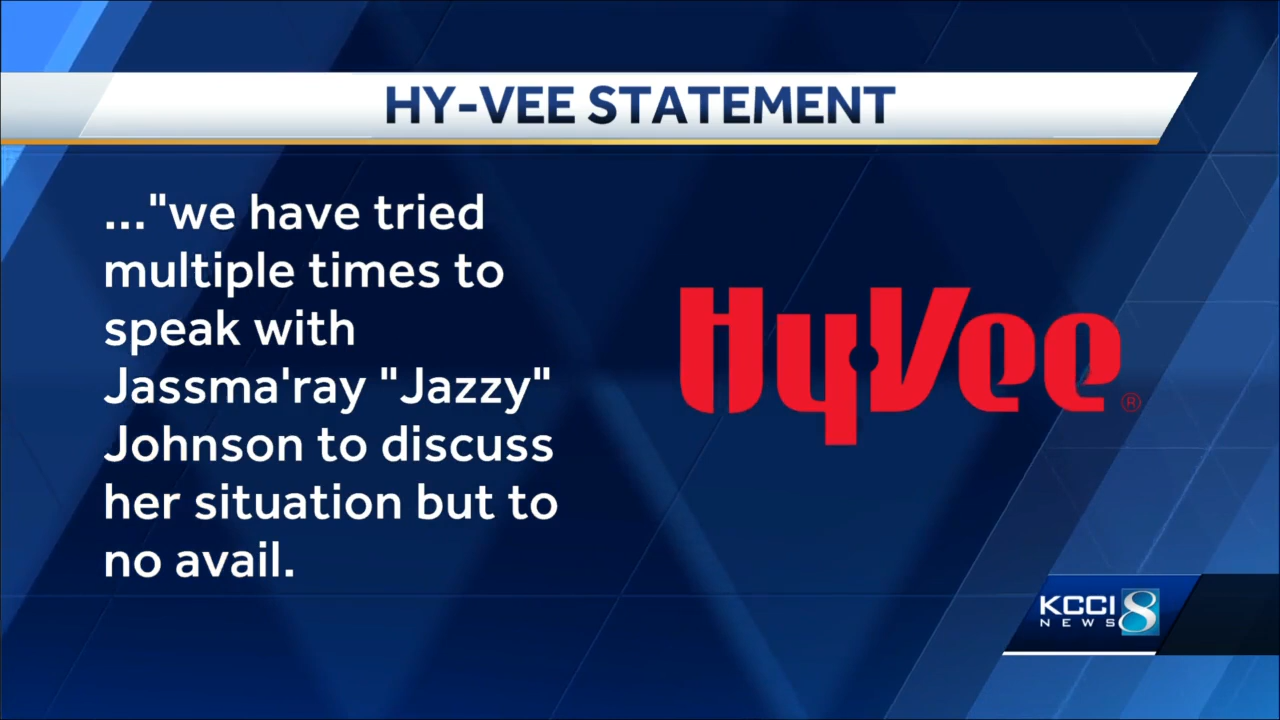 HY-VEE STATEMENT
..."we have tried
multiple times to
speak with
Jassma'ray "Jazzy"
Johnson to discuss
her situation but to
no avail.
HyVee®
KCCI 8
NEWS